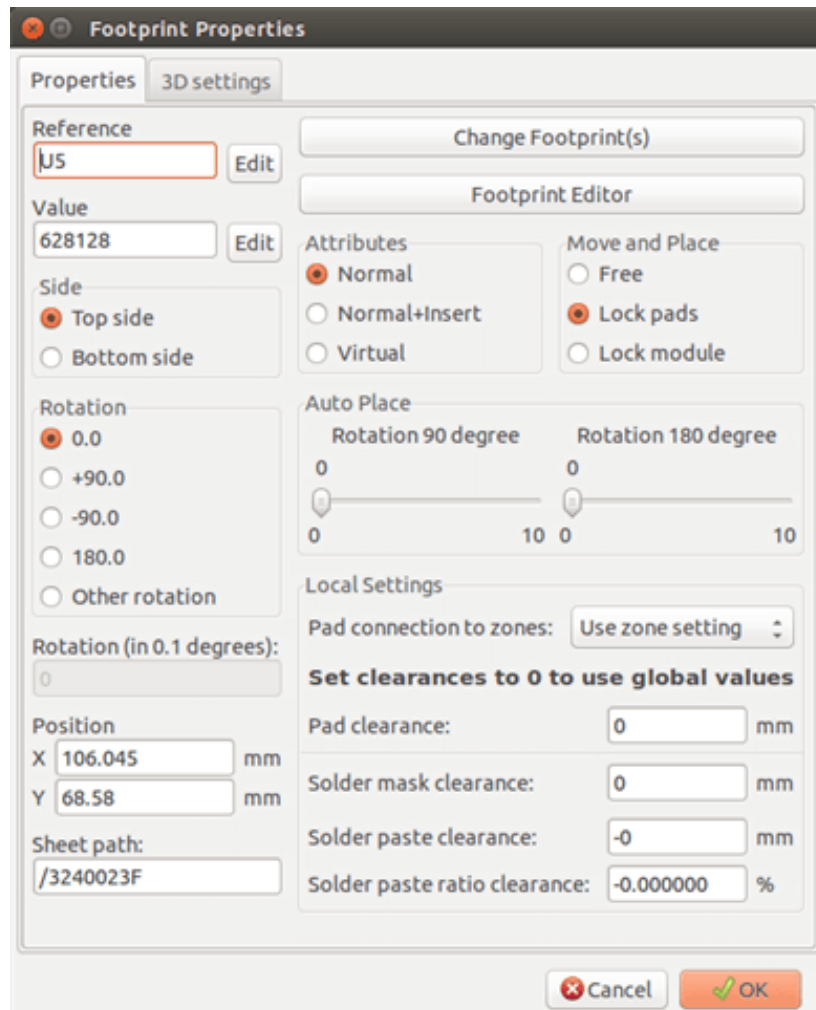 Footprint Properties
Properties 3D settings
Reference
U5 Edit
Value
628128 Edit
Side
Top side
Bottom side
Rotation
0.0
+90.0
-90.0
180.0
Other rotation
Rotation (in 0.1 degrees):
0
Position
X 106.045 mm
Y 68.58 mm
Sheet path:
/3240023F
Change Footprint(s)
Footprint Editor
Attributes
Normal
Normal+Insert
Virtual
Move and Place
Free
Lock pads
Lock module
Auto Place
Rotation 90 degree
0
0 10
Rotation 180 degree
0
0 10
Local Settings
Pad connection to zones: Use zone setting
Set clearances to 0 to use global values
Pad clearance: 0 mm
Solder mask clearance: 0 mm
Solder paste clearance: -0 mm
Solder paste ratio clearance: -0.000000 %
Cancel OK